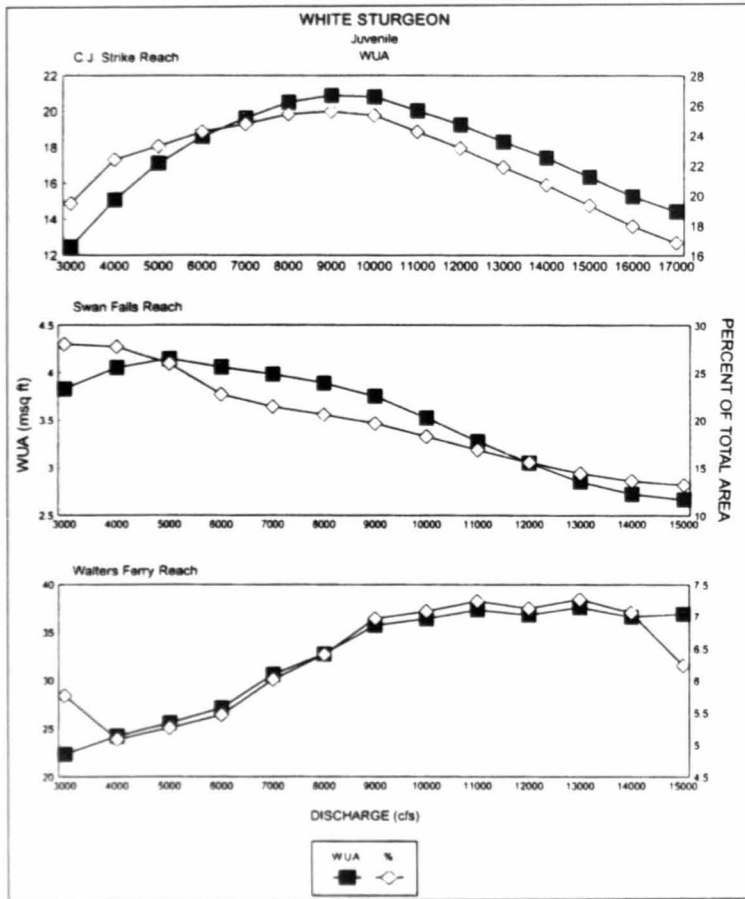 WHITE STURGEON
Juvenile
WUA
C.J. Strike Reach
22
20
18
16
14
12
28
26
24
22
20
18
16
3000 4000 5000 6000 7000 8000 9000 10000 11000 12000 13000 14000 15000 16000 17000
Swan Falls Reach
4.5
4
3.5
3
2.5
30
25
20
15
10
3000 4000 5000 6000 7000 8000 9000 10000 11000 12000 13000 14000 15000
WUA (msq ft)
PERCENT OF TOTAL AREA
Walters Ferry Reach
40
35
30
25
20
7.5
7
6.5
6
5.5
5
4.5
3000 4000 5000 6000 7000 8000 9000 10000 11000 12000 13000 14000 15000
DISCHARGE (cfs)
WUA %